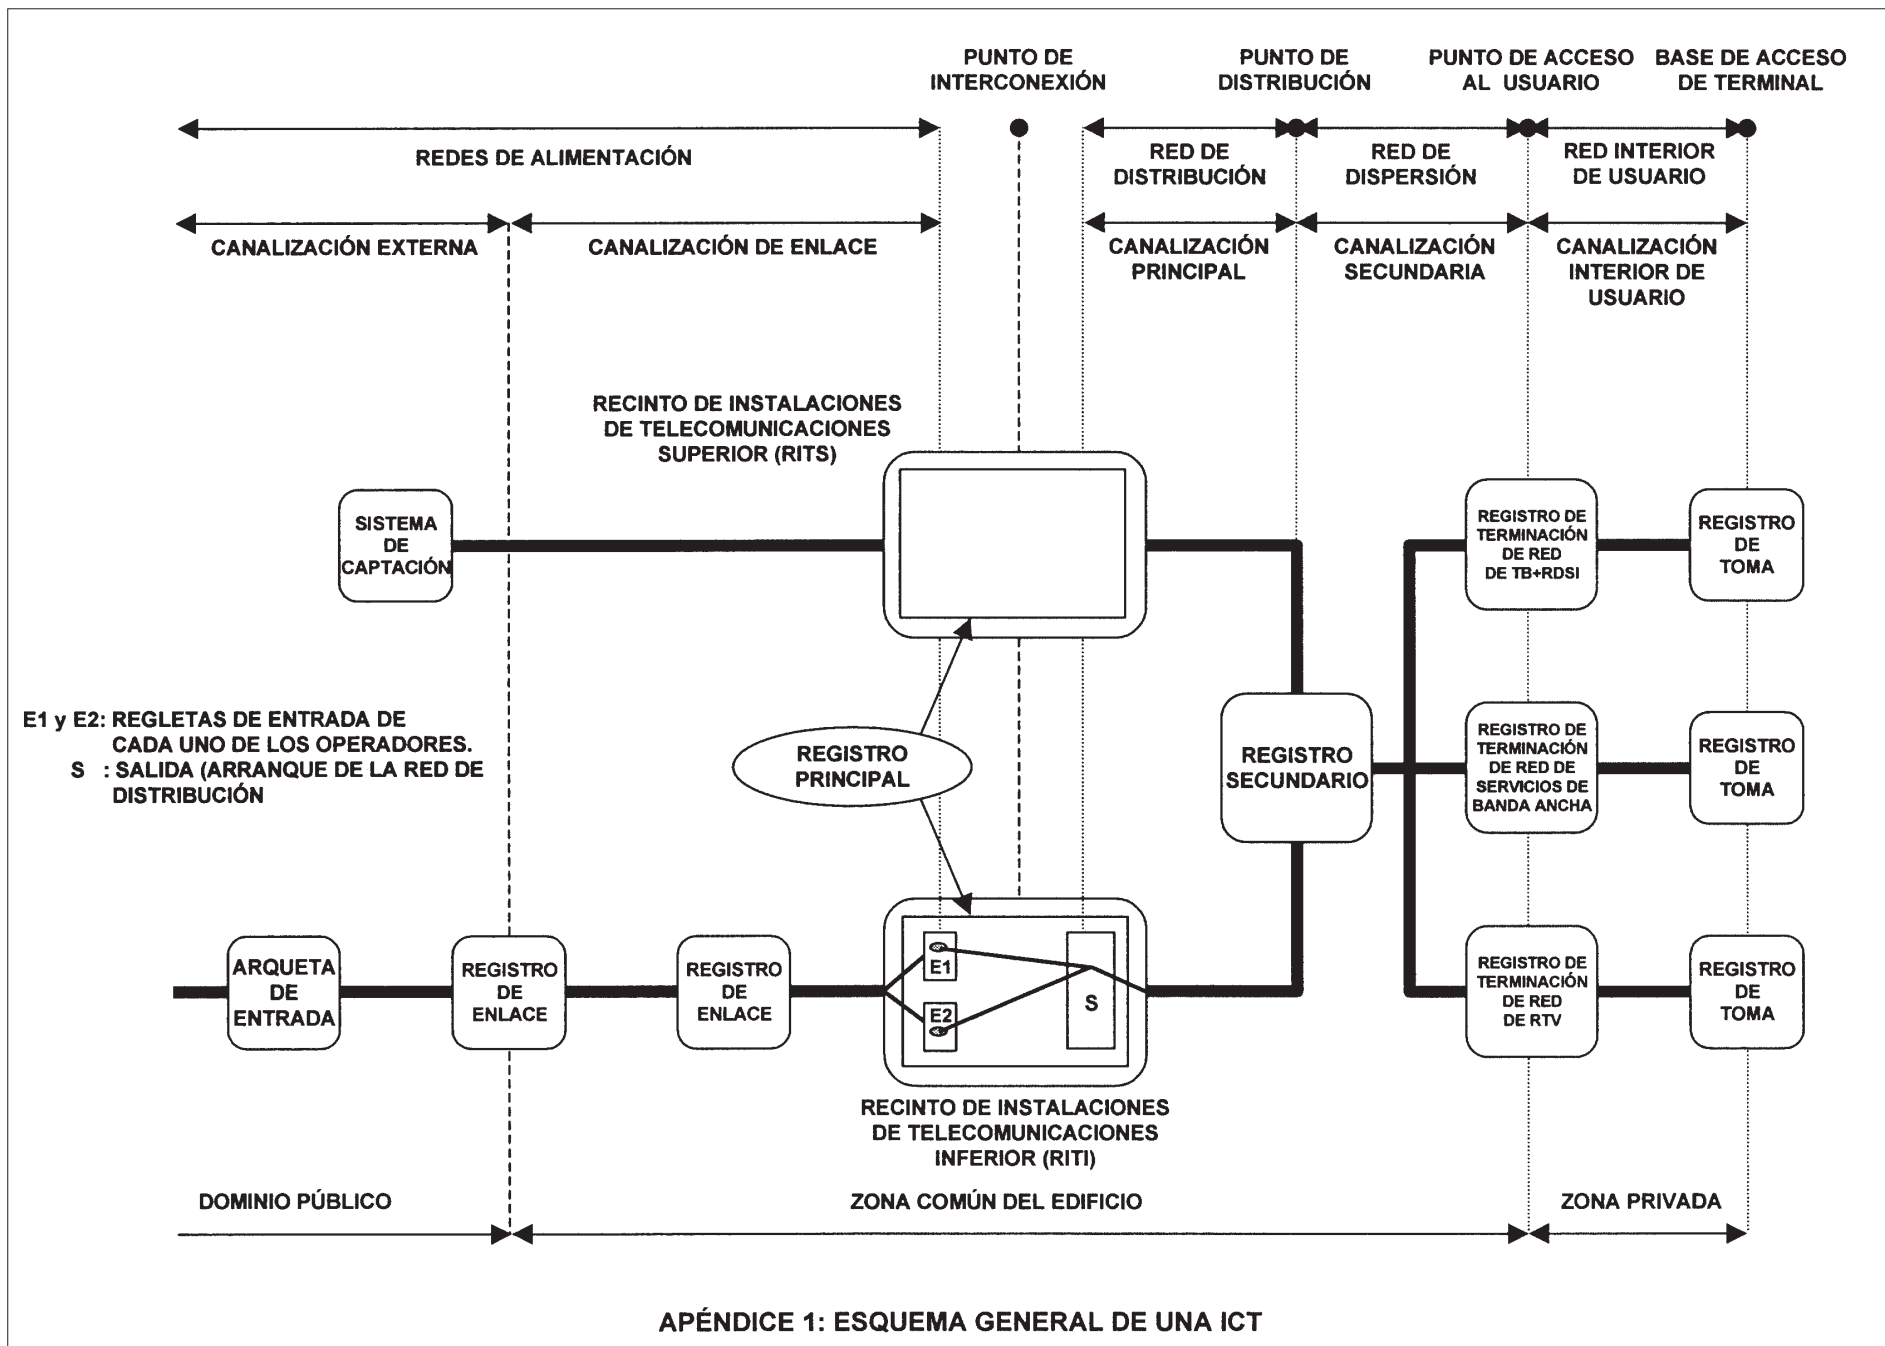 PUNTO DE
INTERCONEXIÓN
PUNTO DE
DISTRIBUCIÓN
PUNTO DE ACCESO
AL USUARIO
BASE DE ACCESO
DE TERMINAL
REDES DE ALIMENTACIÓN
RED DE
DISTRIBUCIÓN
RED DE
DISPERSIÓN
RED INTERIOR
DE USUARIO
CANALIZACIÓN EXTERNA
CANALIZACIÓN DE ENLACE
CANALIZACIÓN
PRINCIPAL
CANALIZACIÓN
SECUNDARIA
CANALIZACIÓN
INTERIOR DE
USUARIO
RECINTO DE INSTALACIONES
DE TELECOMUNICACIONES
SUPERIOR (RITS)
SISTEMA
DE
CAPTACIÓN
REGISTRO DE
TERMINACIÓN
DE RED
DE TB+RDSI
REGISTRO
DE
TOMA
E1 y E2: REGLETAS DE ENTRADA DE
CADA UNO DE LOS OPERADORES.
S : SALIDA (ARRANQUE DE LA RED DE
DISTRIBUCIÓN
REGISTRO
PRINCIPAL
REGISTRO
SECUNDARIO
REGISTRO DE
TERMINACIÓN
DE RED DE
SERVICIOS DE
BANDA ANCHA
REGISTRO
DE
TOMA
ARQUETA
DE
ENTRADA
REGISTRO
DE
ENLACE
REGISTRO
DE
ENLACE
E1
E2
S
REGISTRO DE
TERMINACIÓN
DE RED
DE RTV
REGISTRO
DE
TOMA
RECINTO DE INSTALACIONES
DE TELECOMUNICACIONES
INFERIOR (RITI)
DOMINIO PÚBLICO
ZONA COMÚN DEL EDIFICIO
ZONA PRIVADA
APÉNDICE 1: ESQUEMA GENERAL DE UNA ICT